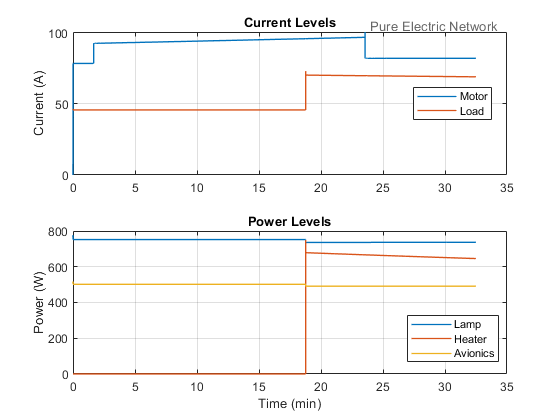 Current Levels
Pure Electric Network
100
50
0
Current (A)
Motor
Load
0 5 10 15 20 25 30 35
Power Levels
800
600
400
200
0
Power (W)
Lamp
Heater
Avionics
0 5 10 15 20 25 30 35
Time (min)